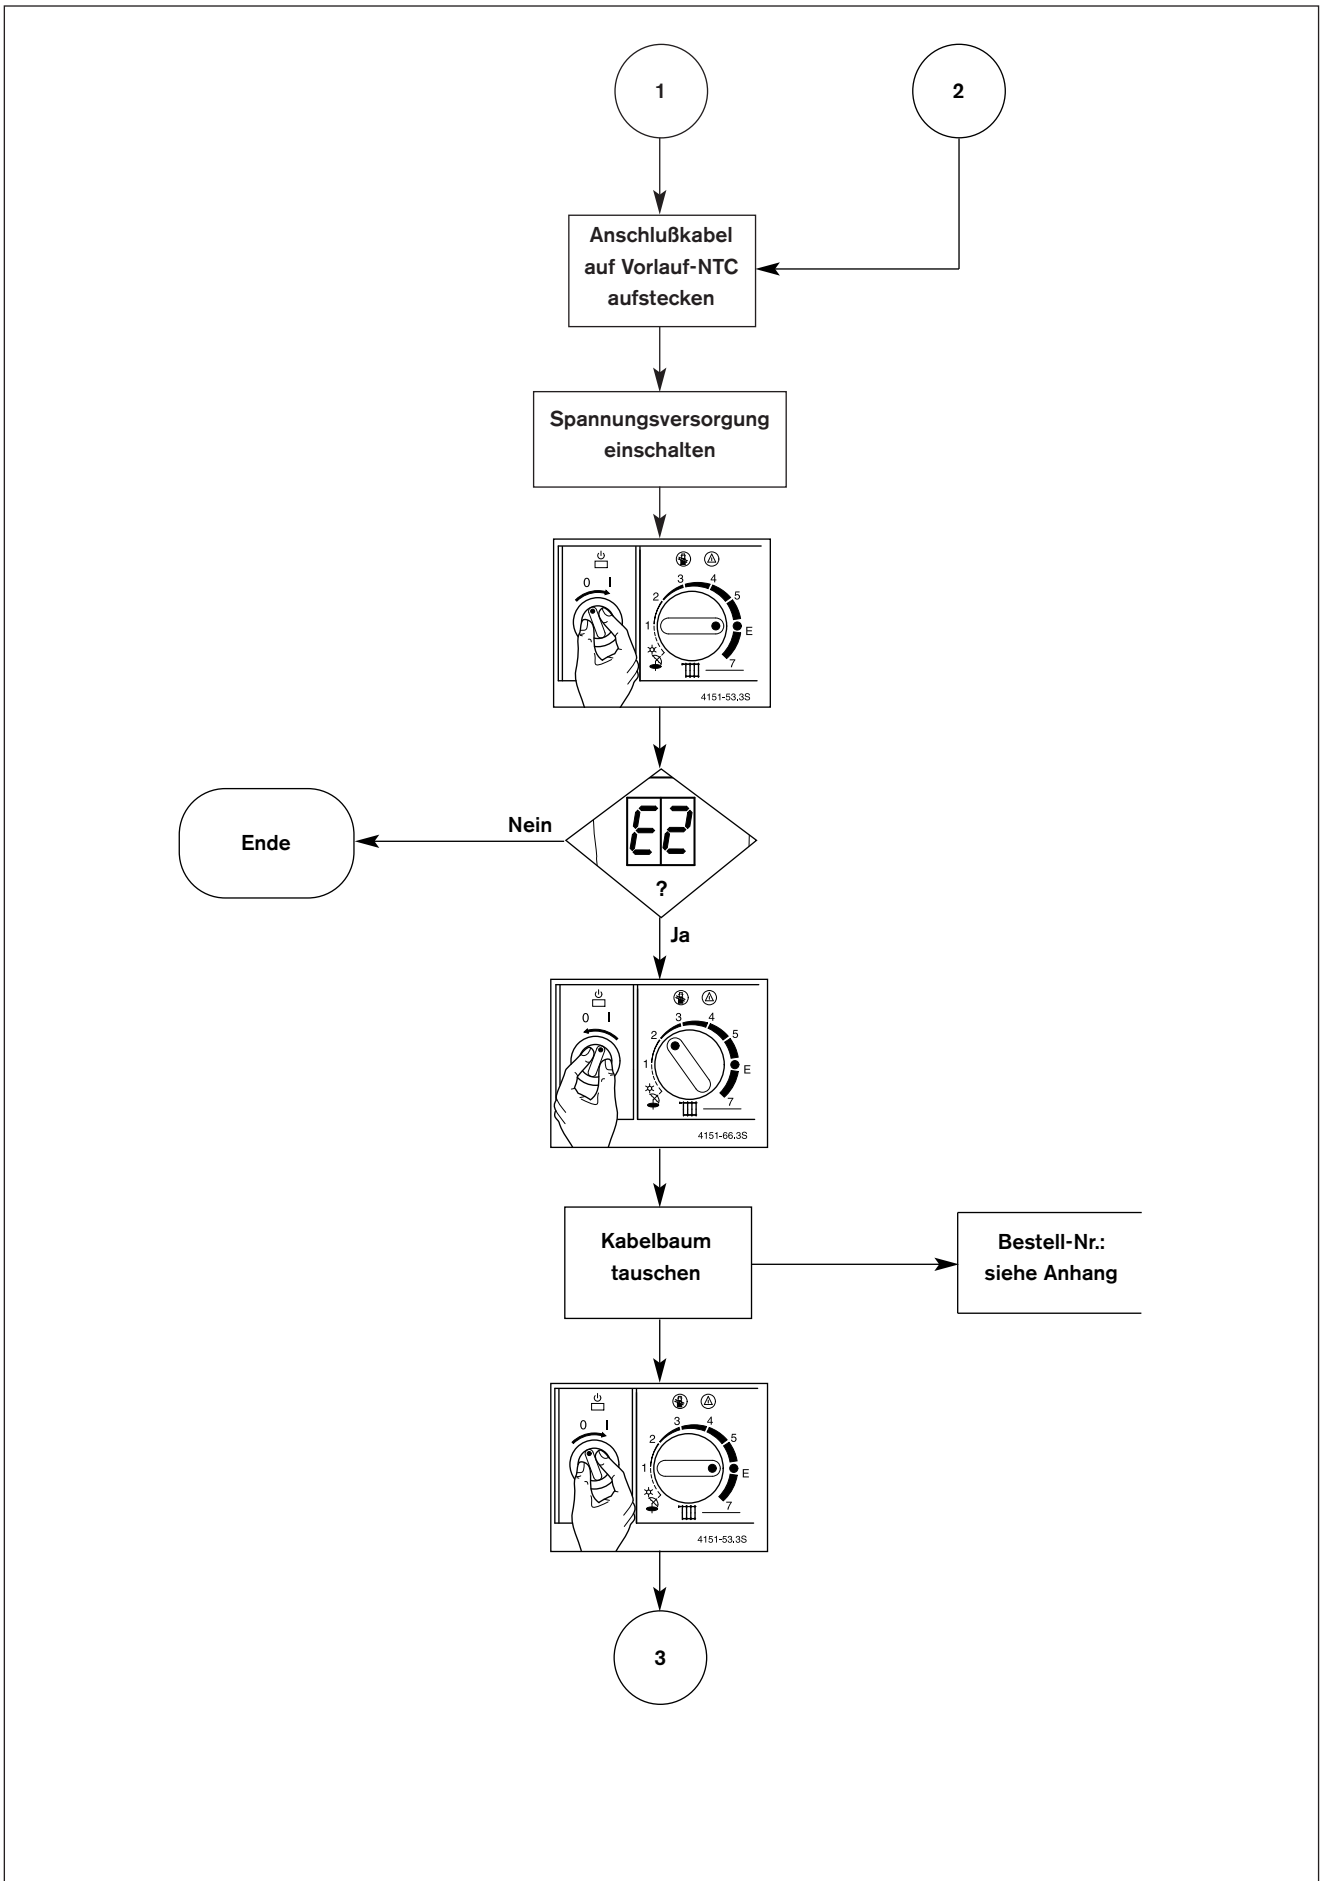 1
2
Anschlußkabel
auf Vorlauf-NTC
aufstecken
Spannungsversorgung
einschalten
0 I
3 4
2 5
1 E
7
4151-53.3S
E2
Nein
Ende
?
Ja
0 I
3 4
2 5
1 E
7
4151-66.3S
Kabelbaum
tauschen
Bestell-Nr.:
siehe Anhang
0 I
3 4
2 5
1 E
7
4151-53.3S
3